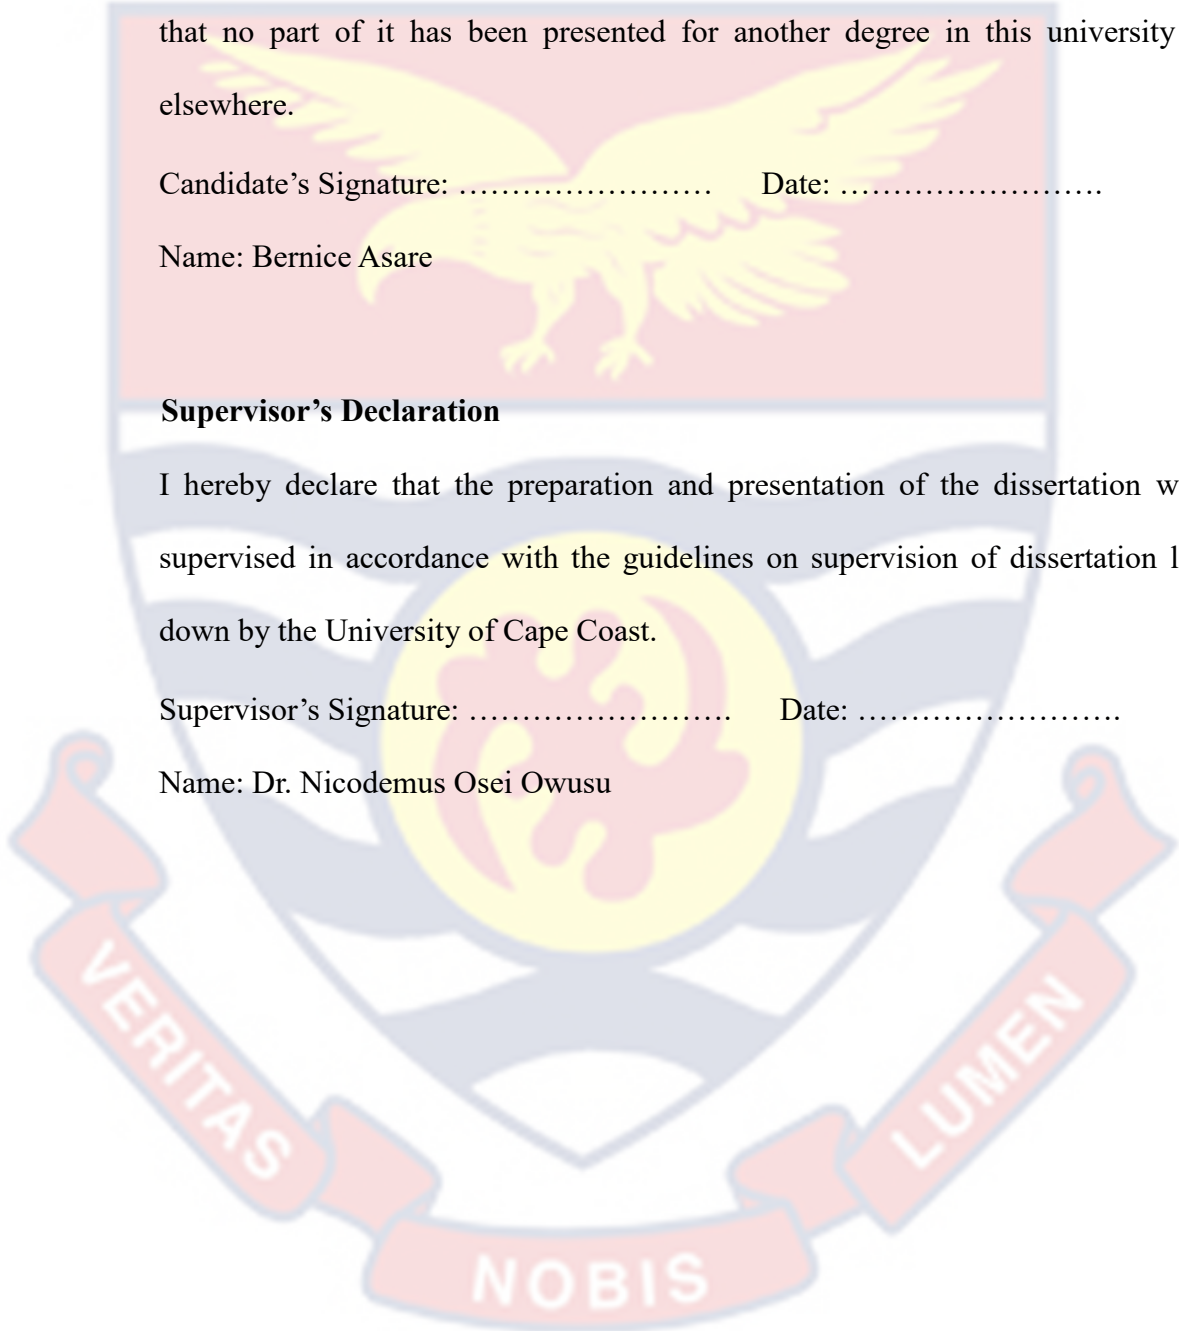 that no part of it has been presented for another degree in this university
elsewhere.
Candidate’s Signature: …….……………… Date: …………………….
Name: Bernice Asare
Supervisor’s Declaration
I hereby declare that the preparation and presentation of the dissertation w
supervised in accordance with the guidelines on supervision of dissertation l
down by the University of Cape Coast.
Supervisor’s Signature: ……………………. Date: …………………….
Name: Dr. Nicodemus Osei Owusu
VERITAS
NOBIS
LUMEN